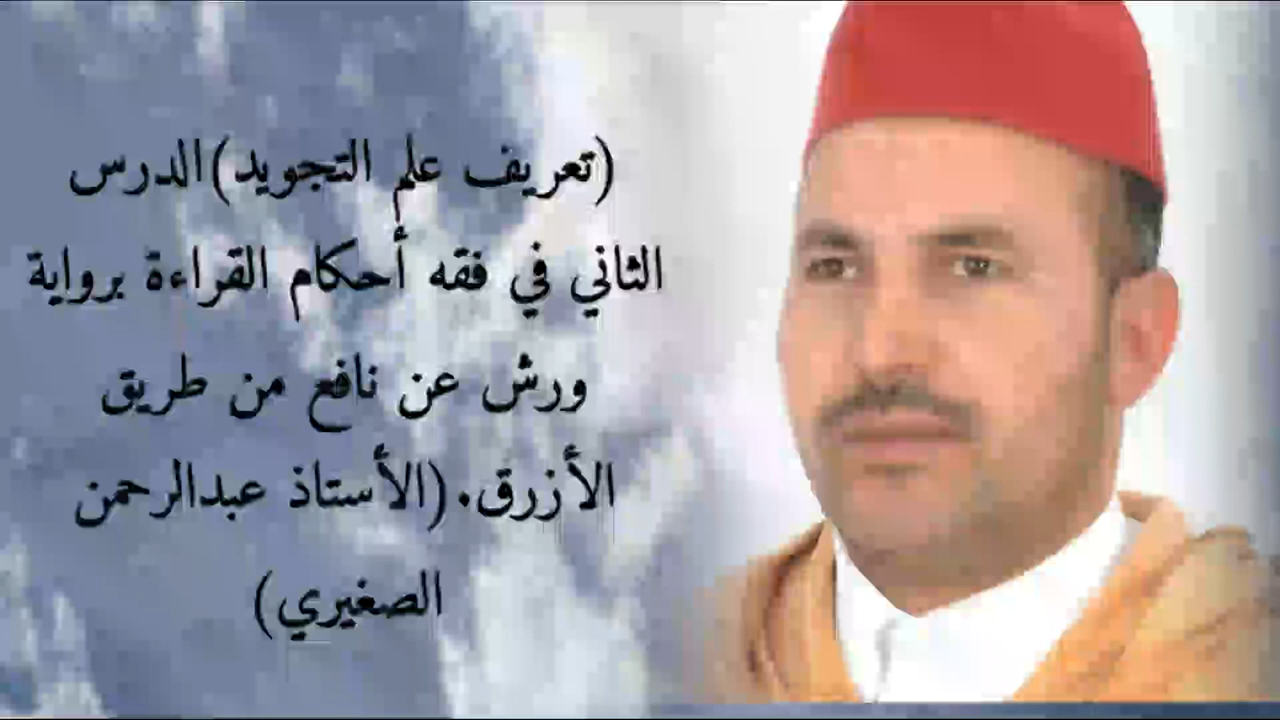 (تعريف علم التجويد)الدرس
الثاني في فقه أحكام القراءة برواية
ورش عن نافع من طريق
الأزرق.(الأستاذ عبدالرحمن
الصغيري)